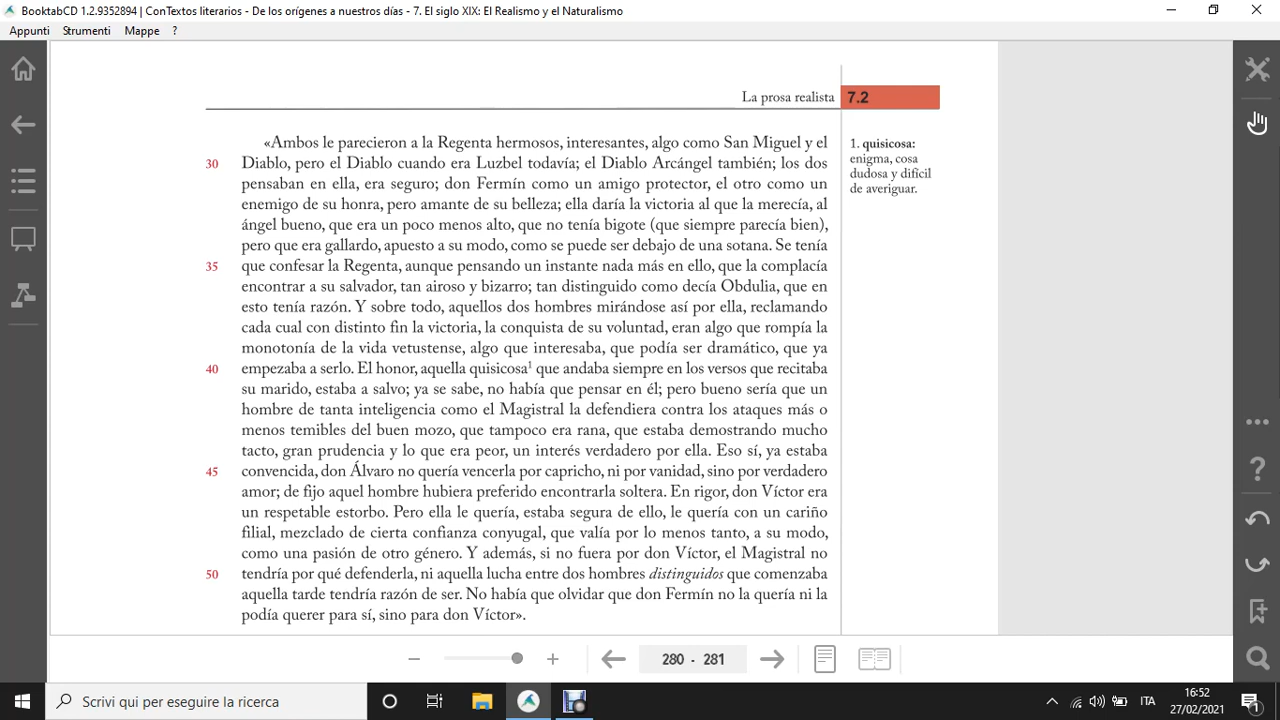 BooktabCD 1.2.9352894 | ConTextos literarios - De los orígenes a nuestros días - 7. El siglo XIX: El Realismo y el Naturalismo
Appunti Strumenti Mappe ?
La prosa realista 7.2
«Ambos le parecieron a la Regenta hermosos, interesantes, algo como San Miguel y el
30 Diablo, pero el Diablo cuando era Luzbel todavía; el Diablo Arcángel también; los dos
pensaban en ella, era seguro; don Fermín como un amigo protector, el otro como un
enemigo de su honra, pero amante de su belleza; ella daría la victoria al que la merecía, al
ángel bueno, que era un poco menos alto, que no tenía bigote (que siempre parecía bien),
pero que era gallardo, apuesto a su modo, como se puede ser debajo de una sotana. Se tenía
35 que confesar la Regenta, aunque pensando un instante nada más en ello, que la complacía
encontrar a su salvador, tan airoso y bizarro; tan distinguido como decía Obdulia, que en
esto tenía razón. Y sobre todo, aquellos dos hombres mirándose así por ella, reclamando
cada cual con distinto fin la victoria, la conquista de su voluntad, eran algo que rompía la
monotonía de la vida vetustense, algo que interesaba, que podía ser dramático, que ya
40 empezaba a serlo. El honor, aquella quisicosa¹ que andaba siempre en los versos que recitaba
su marido, estaba a salvo; ya se sabe, no había que pensar en él; pero bueno sería que un
hombre de tanta inteligencia como el Magistral la defendiera contra los ataques más o
menos temibles del buen mozo, que tampoco era rana, que estaba demostrando mucho
tacto, gran prudencia y lo que era peor, un interés verdadero por ella. Eso sí, ya estaba
45 convencida, don Álvaro no quería vencerla por capricho, ni por vanidad, sino por verdadero
amor; de fijo aquel hombre hubiera preferido encontrarla soltera. En rigor, don Víctor era
un respetable estorbo. Pero ella le quería, estaba segura de ello, le quería con un cariño
filial, mezclado de cierta confianza conyugal, que valía por lo menos tanto, a su modo,
como una pasión de otro género. Y además, si no fuera por don Víctor, el Magistral no
50 tendría por qué defenderla, ni aquella lucha entre dos hombres distinguidos que comenzaba
aquella tarde tendría razón de ser. No había que olvidar que don Fermín no la quería ni la
podía querer para sí, sino para don Víctor».
1. quisicosa:
enigma, cosa
dudosa y difícil
de averiguar.
280 - 281
Scrivi qui per eseguire la ricerca
ITA
16:52
27/02/2021
1